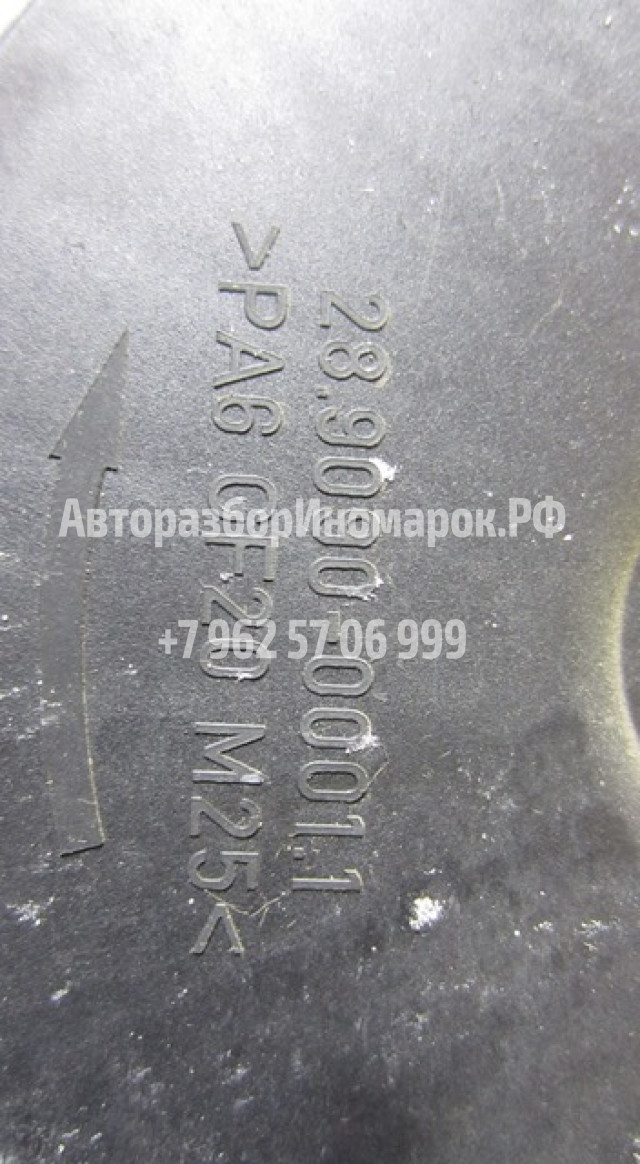 28.9090-0001.1
>PA6 GF20 M25<
АвторазборИномарок.РФ
+7 962 57 06 999